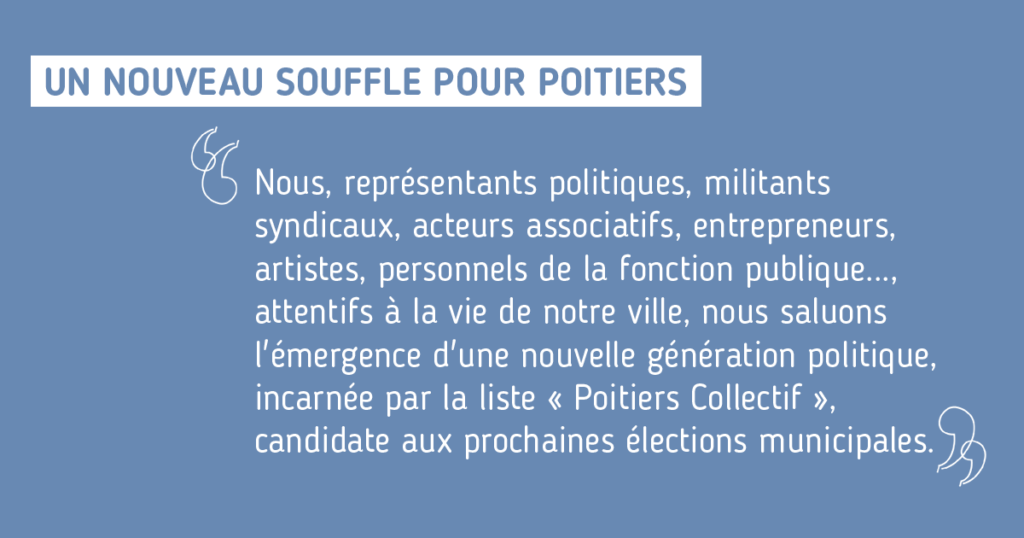 UN NOUVEAU SOUFFLE POUR POITIERS
Nous, représentants politiques, militants
syndicaux, acteurs associatifs, entrepreneurs,
artistes, personnels de la fonction publique...,
attentifs à la vie de notre ville, nous saluons
l'émergence d'une nouvelle génération politique,
incarnée par la liste « Poitiers Collectif »,
candidate aux prochaines élections municipales.